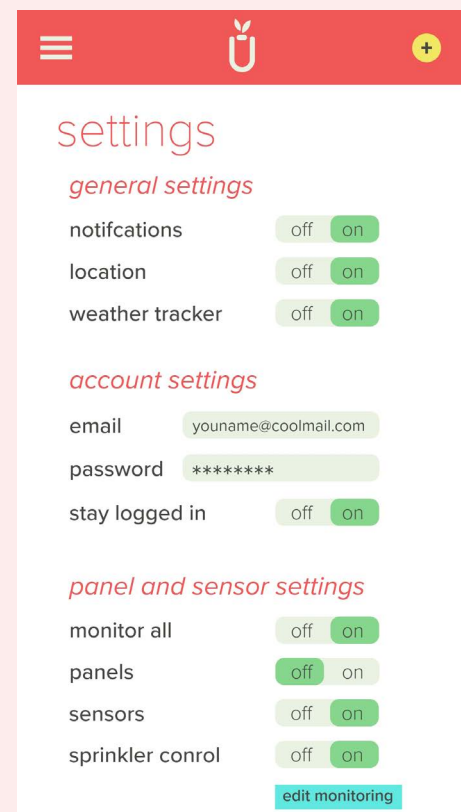 +
settings
general settings
notifcations off on
location off on
weather tracker off on
account settings
email youname@coolmail.com
password ********
stay logged in off on
panel and sensor settings
monitor all off on
panels off on
sensors off on
sprinkler conrol off on
edit monitoring